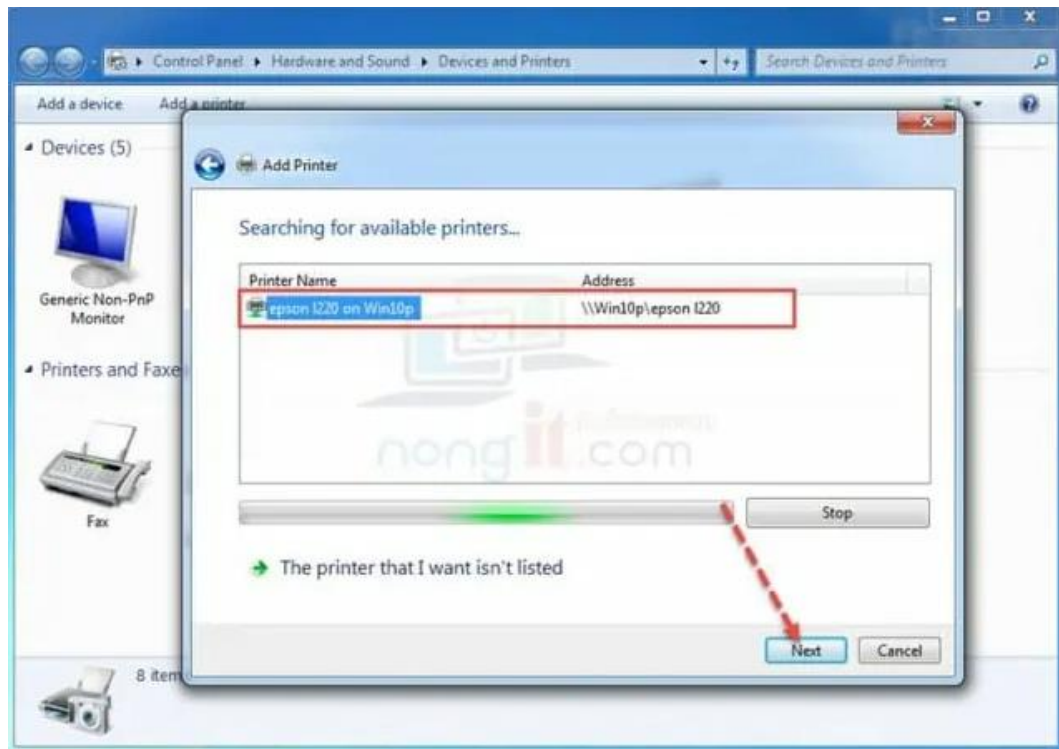 Control Panel Hardware and Sound Devices and Printers Search Devices and Printers
Add a device Add a printer
Devices (5)
Generic Non-PnP
Monitor
Printers and Faxe
Fax
8 item
Add Printer
Searching for available printers...
Printer Name Address
epson l220 on Win10p \\Win10p\epson l220
nongit.com
Stop
The printer that I want isn't listed
Next Cancel